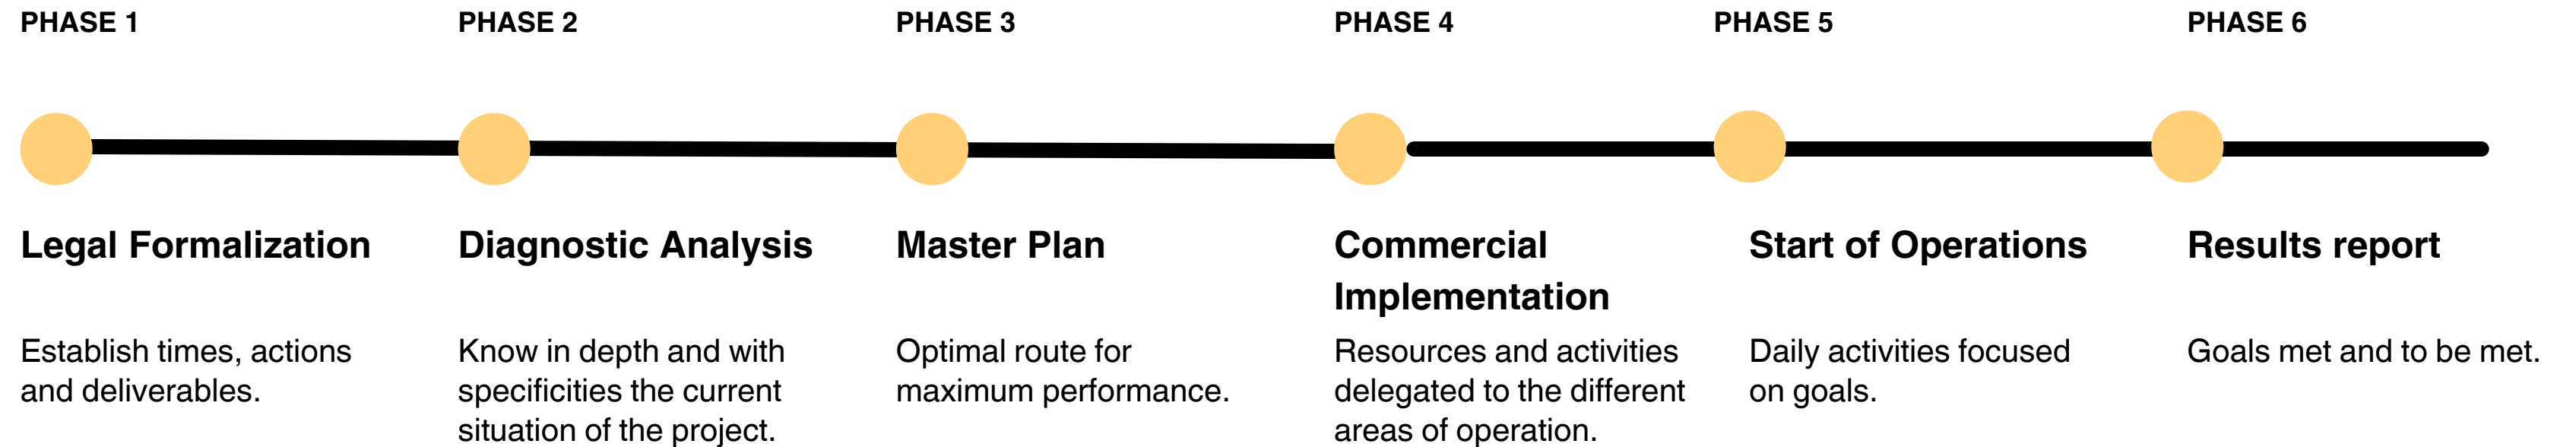 PHASE 1
Legal Formalization
Establish times, actions
and deliverables.
PHASE 2
Diagnostic Analysis
Know in depth and with
specificities the current
situation of the project.
PHASE 3
Master Plan
Optimal route for
maximum performance.
PHASE 4
Commercial
Implementation
Resources and activities
delegated to the different
areas of operation.
PHASE 5
Start of Operations
Daily activities focused
on goals.
PHASE 6
Results report
Goals met and to be met.